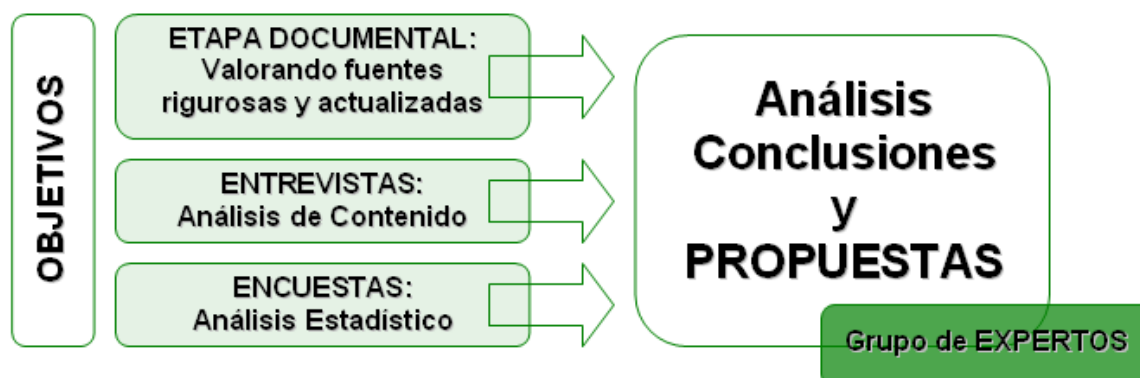 OBJETIVOS
ETAPA DOCUMENTAL:
Valorando fuentes
rigurosas y actualizadas
ENTREVISTAS:
Análisis de Contenido
ENCUESTAS:
Análisis Estadístico
Análisis
Conclusiones
y
PROPUESTAS
Grupo de EXPERTOS